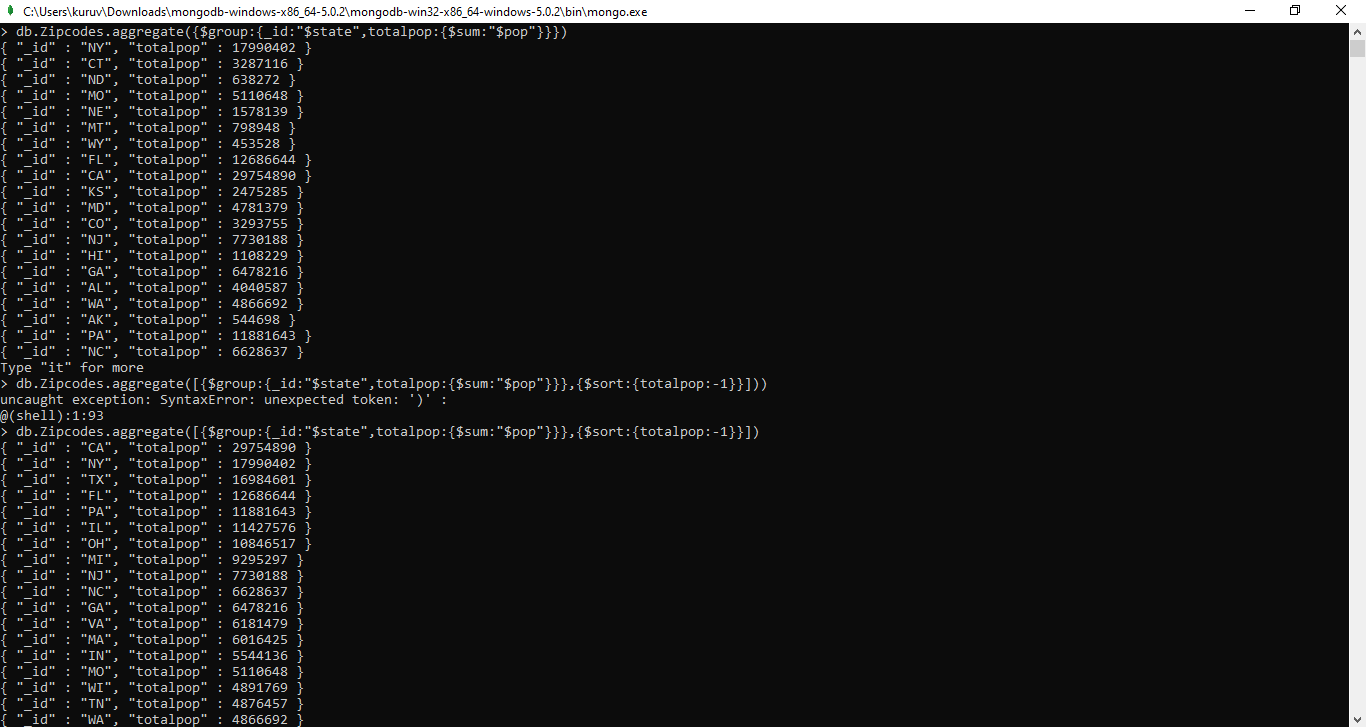 C:\Users\kuruv\Downloads\mongodb-windows-x86_64-5.0.2\mongodb-win32-x86_64-windows-5.0.2\bin\mongo.exe
> db.Zipcodes.aggregate({$group:{_id:"$state",totalpop:{$sum:"$pop"}}})
{ "_id" : "NY", "totalpop" : 17990402 }
{ "_id" : "CT", "totalpop" : 3287116 }
{ "_id" : "ND", "totalpop" : 638272 }
{ "_id" : "MO", "totalpop" : 5110648 }
{ "_id" : "NE", "totalpop" : 1578139 }
{ "_id" : "MT", "totalpop" : 798948 }
{ "_id" : "WY", "totalpop" : 453528 }
{ "_id" : "FL", "totalpop" : 12686644 }
{ "_id" : "CA", "totalpop" : 29754890 }
{ "_id" : "KS", "totalpop" : 2475285 }
{ "_id" : "MD", "totalpop" : 4781379 }
{ "_id" : "CO", "totalpop" : 3293755 }
{ "_id" : "NJ", "totalpop" : 7730188 }
{ "_id" : "HI", "totalpop" : 1108229 }
{ "_id" : "GA", "totalpop" : 6478216 }
{ "_id" : "AL", "totalpop" : 4040587 }
{ "_id" : "WA", "totalpop" : 4866692 }
{ "_id" : "AK", "totalpop" : 544698 }
{ "_id" : "PA", "totalpop" : 11881643 }
{ "_id" : "NC", "totalpop" : 6628637 }
Type "it" for more
> db.Zipcodes.aggregate([{$group:{_id:"$state",totalpop:{$sum:"$pop"}}},{$sort:{totalpop:-1}}]))
uncaught exception: SyntaxError: unexpected token: ')' :
@(shell):1:93
> db.Zipcodes.aggregate([{$group:{_id:"$state",totalpop:{$sum:"$pop"}}},{$sort:{totalpop:-1}}])
{ "_id" : "CA", "totalpop" : 29754890 }
{ "_id" : "NY", "totalpop" : 17990402 }
{ "_id" : "TX", "totalpop" : 16984601 }
{ "_id" : "FL", "totalpop" : 12686644 }
{ "_id" : "PA", "totalpop" : 11881643 }
{ "_id" : "IL", "totalpop" : 11427576 }
{ "_id" : "OH", "totalpop" : 10846517 }
{ "_id" : "MI", "totalpop" : 9295297 }
{ "_id" : "NJ", "totalpop" : 7730188 }
{ "_id" : "NC", "totalpop" : 6628637 }
{ "_id" : "GA", "totalpop" : 6478216 }
{ "_id" : "VA", "totalpop" : 6181479 }
{ "_id" : "MA", "totalpop" : 6016425 }
{ "_id" : "IN", "totalpop" : 5544136 }
{ "_id" : "MO", "totalpop" : 5110648 }
{ "_id" : "WI", "totalpop" : 4891769 }
{ "_id" : "TN", "totalpop" : 4876457 }
{ "_id" : "WA", "totalpop" : 4866692 }